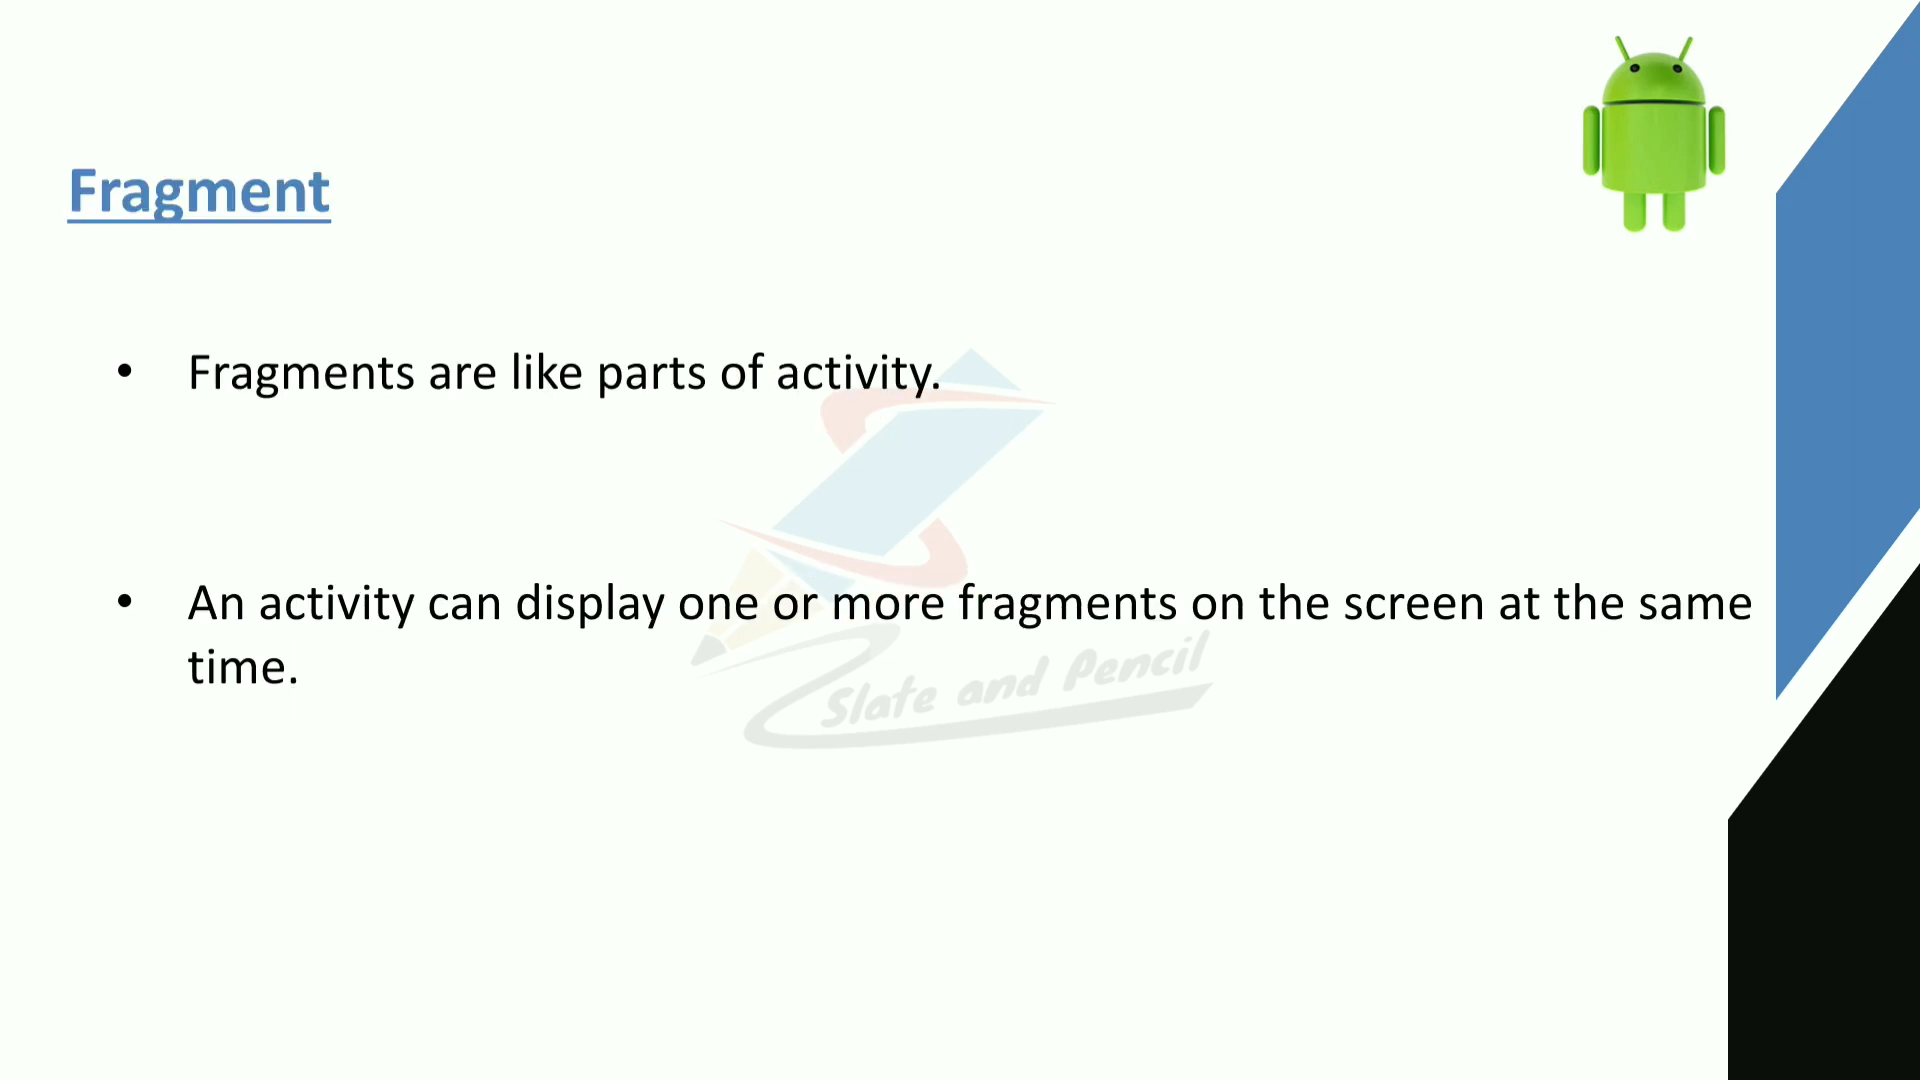 Fragment
• Fragments are like parts of activity.
• An activity can display one or more fragments on the screen at the same
time.
Slate and Pencil